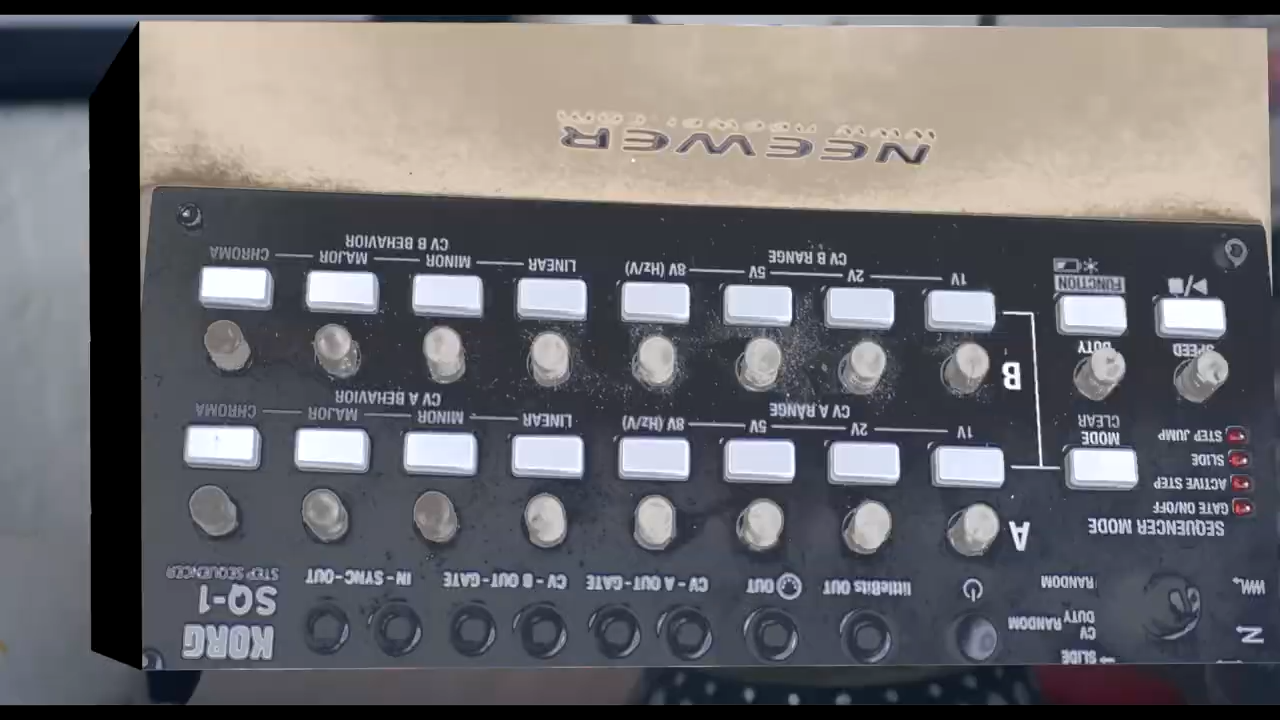 KORG
SQ-1
STEP SEQUENCER
SLIDE
CV
DUTY RANDOM
RANDOM
littleBits OUT
OUT
CV - A OUT - GATE
CV - B OUT - GATE
IN - SYNC - OUT
SEQUENCER MODE
GATE ON/OFF
ACTIVE STEP
SLIDE
STEP JUMP
A
MODE
CLEAR
1V 2V 5V 8V (Hz/V) LINEAR MINOR MAJOR CHROMA
CV A RANGE CV A BEHAVIOR
SPEED DUTY B
FUNCTION
1V 2V 5V 8V (Hz/V) LINEAR MINOR MAJOR CHROMA
CV B RANGE CV B BEHAVIOR
NEEWER